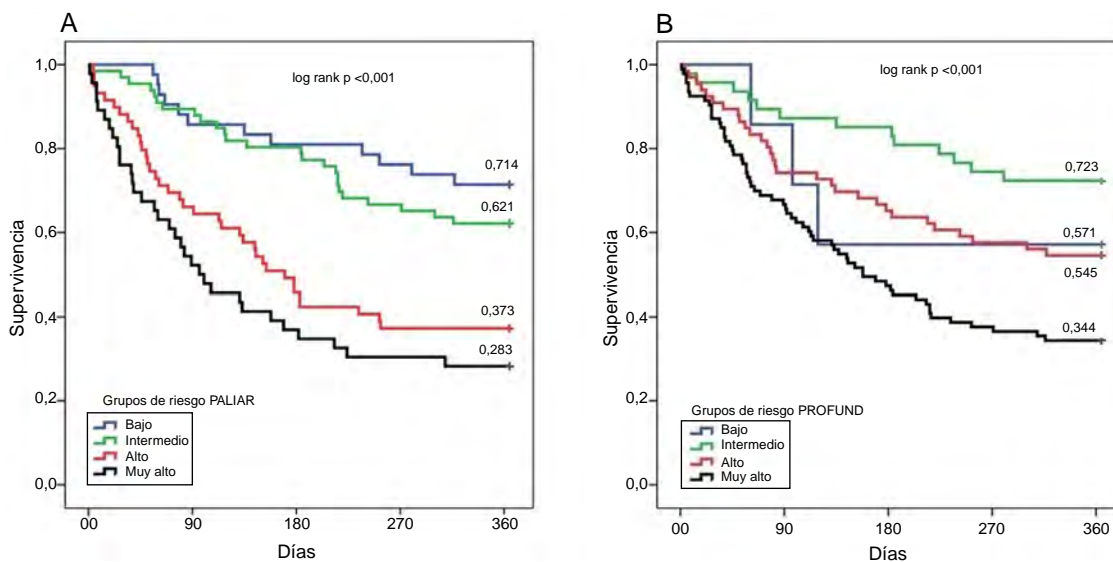 A
log rank p <0,001
1,0
0,8
0,6
0,4
0,2
0,0
Supervivencia
0,714
0,621
0,373
0,283
Grupos de riesgo PALIAR
Bajo
Intermedio
Alto
Muy alto
00 90 180 270 360
Días
B
log rank p <0,001
1,0
0,8
0,6
0,4
0,2
0,0
Supervivencia
0,723
0,571
0,545
0,344
Grupos de riesgo PROFUND
Bajo
Intermedio
Alto
Muy alto
00 90 180 270 360
Días